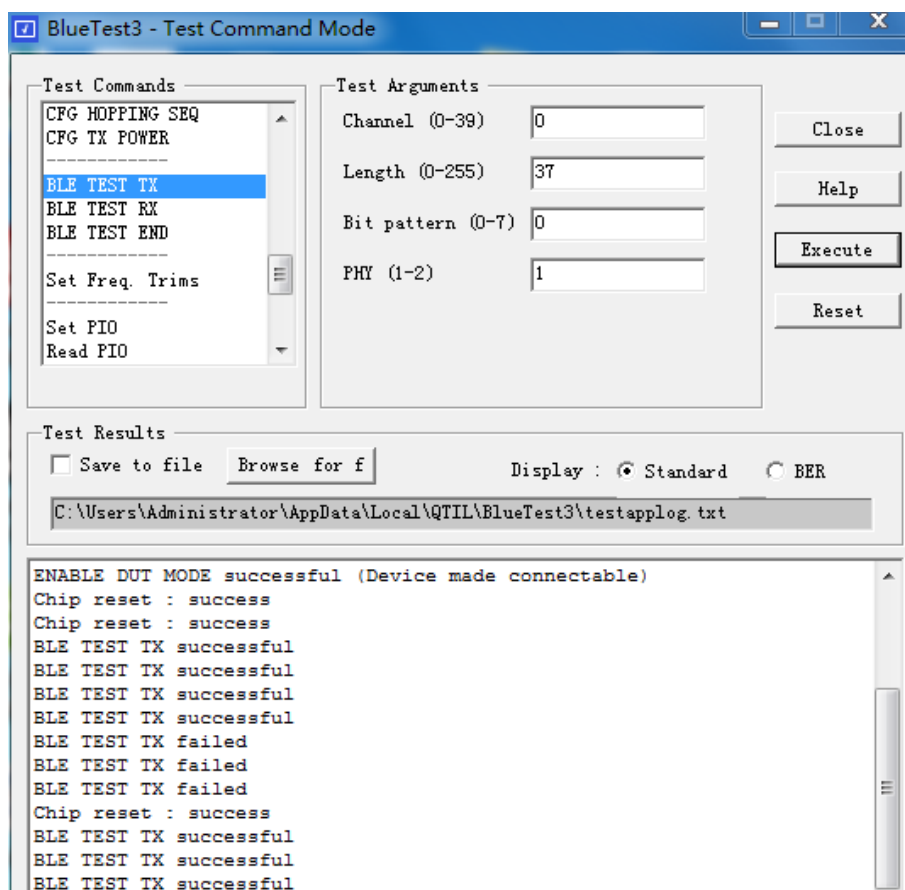 BlueTest3 - Test Command Mode
Test Commands
CFG HOPPING SEQ
CFG TX POWER
------------
BLE TEST TX
BLE TEST RX
BLE TEST END
------------
Set Freq. Trims
------------
Set PIO
Read PIO
Test Arguments
Channel (0-39) 0
Length (0-255) 37
Bit pattern (0-7) 0
PHY (1-2) 1
Close
Help
Execute
Reset
Test Results
Save to file Browse for f Display : Standard BER
C:\Users\Administrator\AppData\Local\QTIL\BlueTest3\testapplog.txt
ENABLE DUT MODE successful (Device made connectable)
Chip reset : success
Chip reset : success
BLE TEST TX successful
BLE TEST TX successful
BLE TEST TX successful
BLE TEST TX successful
BLE TEST TX failed
BLE TEST TX failed
BLE TEST TX failed
Chip reset : success
BLE TEST TX successful
BLE TEST TX successful
BLE TEST TX successful